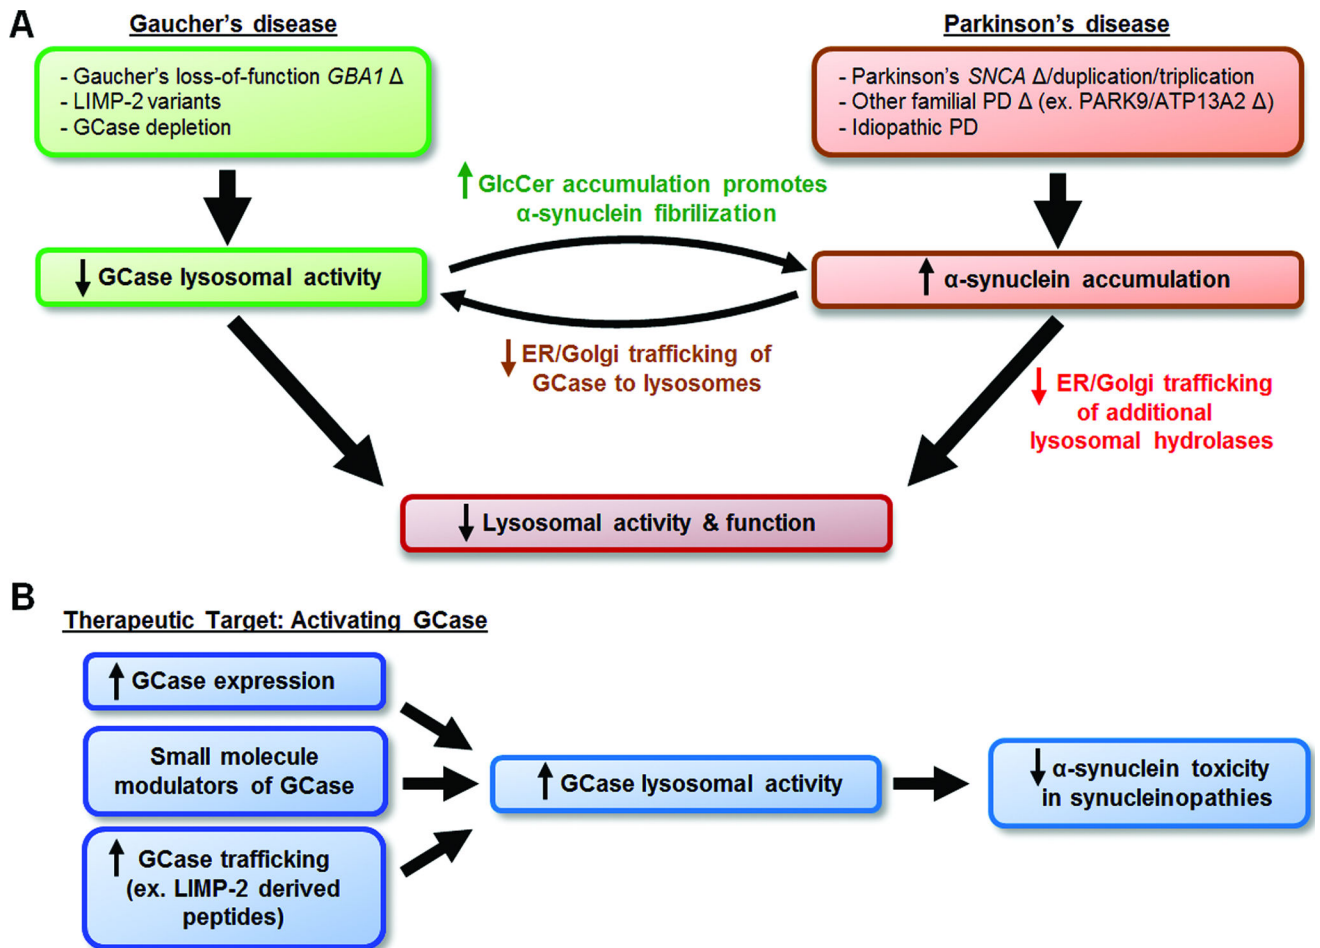 A
Gaucher's disease
- Gaucher's loss-of-function GBA1 Δ
- LIMP-2 variants
- GCase depletion
Parkinson's disease
- Parkinson's SNCA Δ/duplication/triplication
- Other familial PD Δ (ex. PARK9/ATP13A2 Δ)
- Idiopathic PD
↑ GlcCer accumulation promotes
α-synuclein fibrilization
↓ GCase lysosomal activity
↑ α-synuclein accumulation
↓ ER/Golgi trafficking of
GCase to lysosomes
↓ ER/Golgi trafficking
of additional
lysosomal hydrolases
↓ Lysosomal activity & function
B
Therapeutic Target: Activating GCase
↑ GCase expression
Small molecule
modulators of GCase
↑ GCase trafficking
(ex. LIMP-2 derived
peptides)
↑ GCase lysosomal activity
↓ α-synuclein toxicity
in synucleinopathies